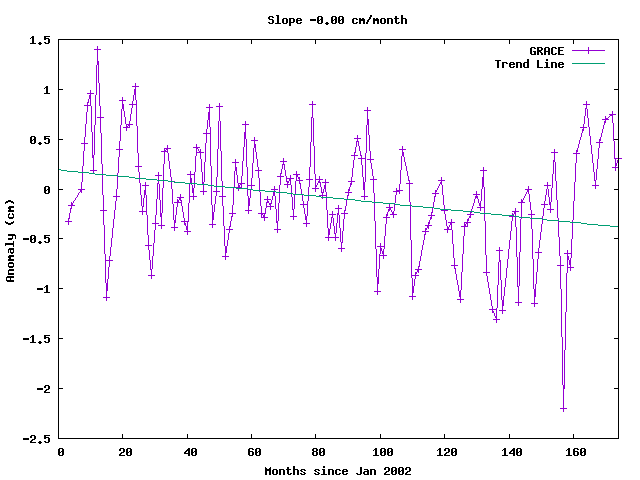 Slope -0.00 cm/month
GRACE
Trend Line
1.5
1
0.5
0
-0.5
-1
-1.5
-2
-2.5
Anomaly (cm)
0 20 40 60 80 100 120 140 160
Months since Jan 2002